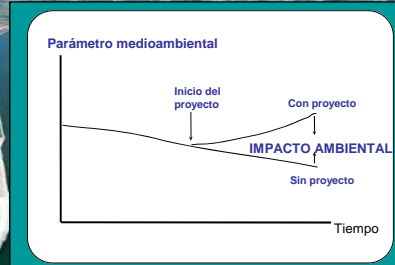 Parámetro medioambiental
Inicio del
proyecto
Con proyecto
IMPACTO AMBIENTAL
Sin proyecto
Tiempo